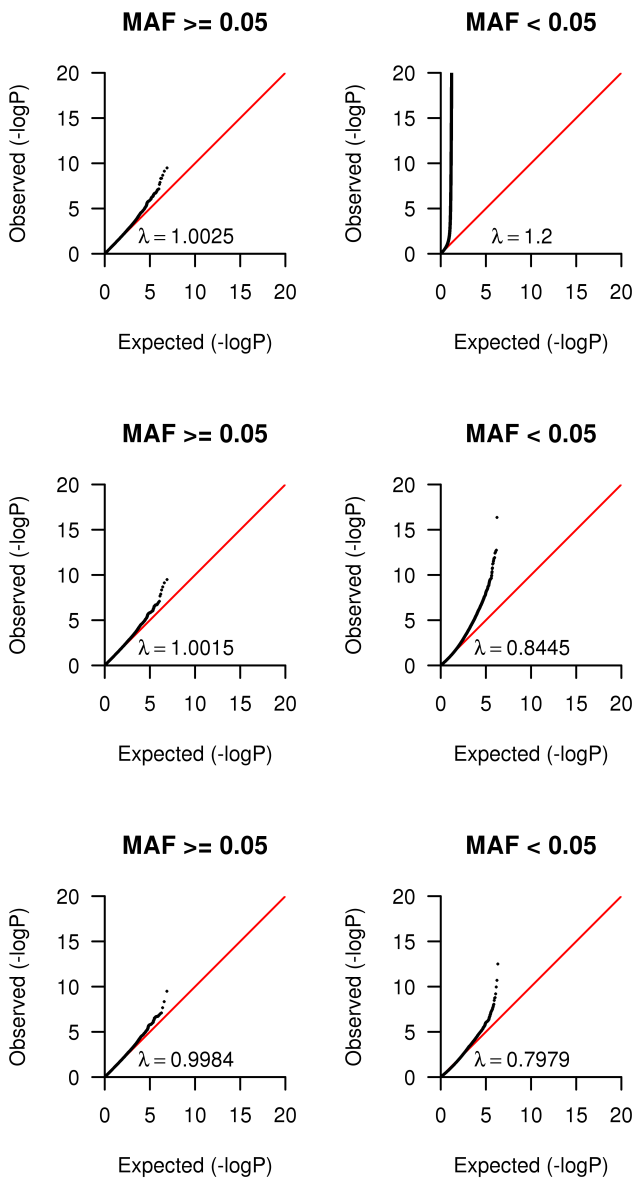 MAF >= 0.05
Observed (-logP)
20
15
10
5
0
λ = 1.0025
0 5 10 15 20
Expected (-logP)
MAF < 0.05
Observed (-logP)
20
15
10
5
0
λ = 1.2
0 5 10 15 20
Expected (-logP)
MAF >= 0.05
Observed (-logP)
20
15
10
5
0
λ = 1.0015
0 5 10 15 20
Expected (-logP)
MAF < 0.05
Observed (-logP)
20
15
10
5
0
λ = 0.8445
0 5 10 15 20
Expected (-logP)
MAF >= 0.05
Observed (-logP)
20
15
10
5
0
λ = 0.9984
0 5 10 15 20
Expected (-logP)
MAF < 0.05
Observed (-logP)
20
15
10
5
0
λ = 0.7979
0 5 10 15 20
Expected (-logP)